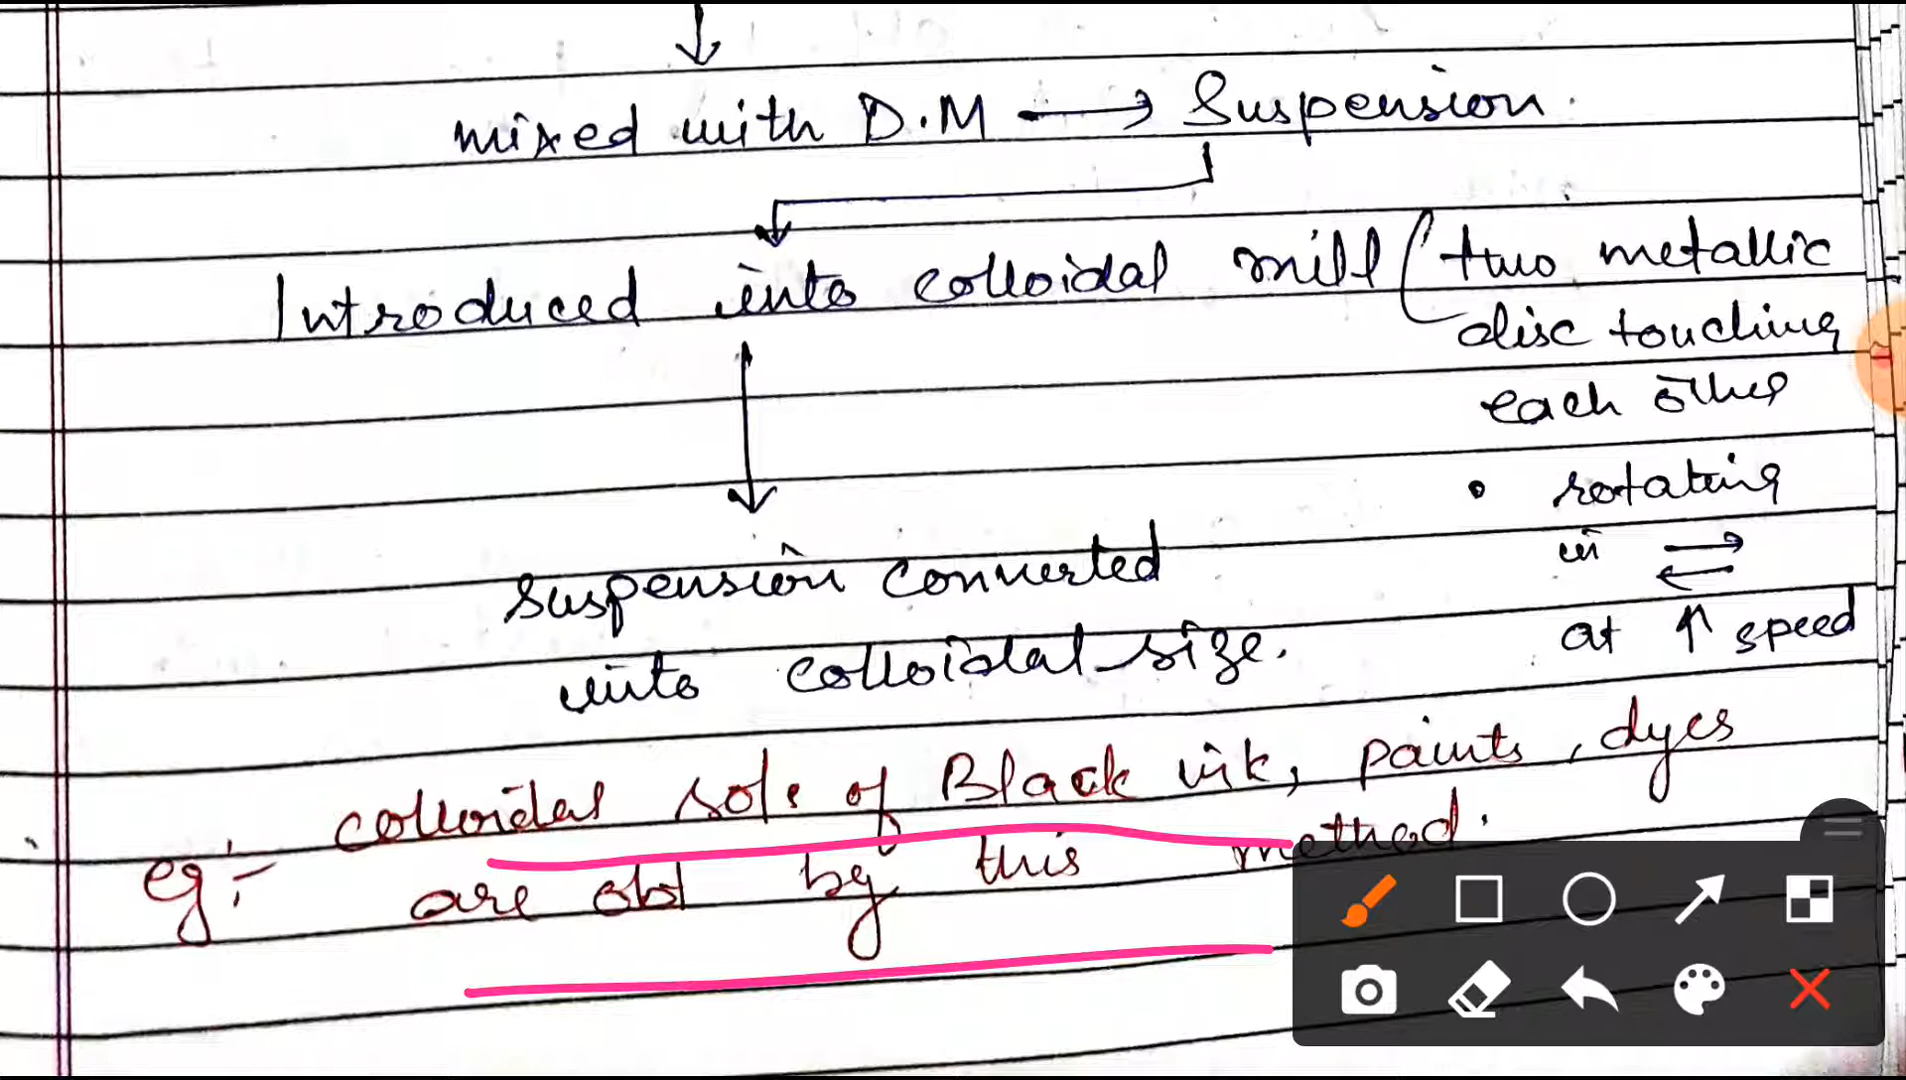 mixed with D.M → Suspension.
Introduced into colloidal mill (two metallic
disc touching
each other
• rotating
in ⇄
at ↑ speed
Suspension converted
into colloidal size.
eg:- colloidal sols of Black ink, paints, dyes
are obt by this method.